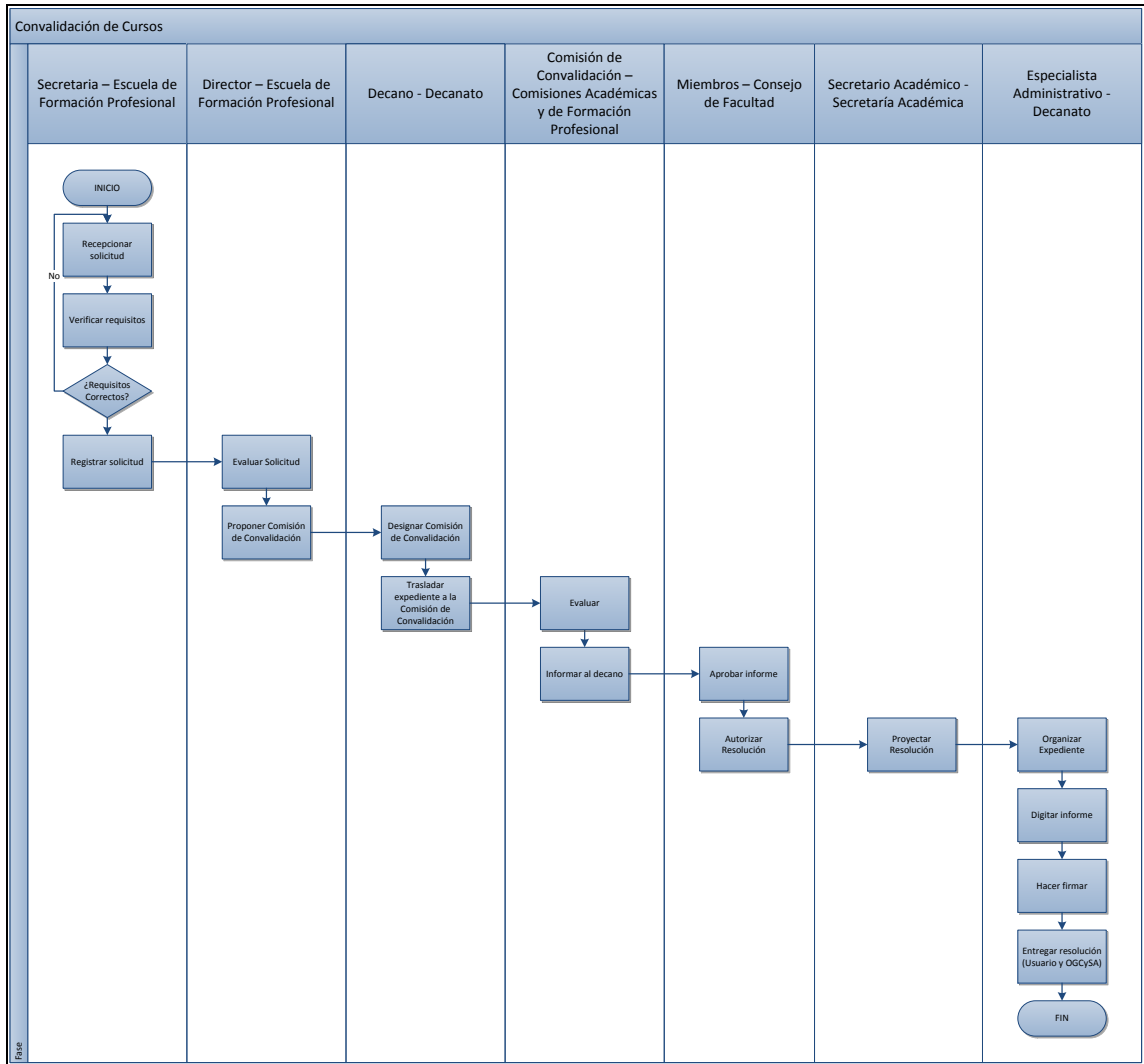 Convalidación de Cursos
Secretaria – Escuela de
Formación Profesional
Director – Escuela de
Formación Profesional
Decano - Decanato
Comisión de
Convalidación –
Comisiones Académicas
y de Formación
Profesional
Miembros – Consejo
de Facultad
Secretario Académico -
Secretaría Académica
Especialista
Administrativo -
Decanato
INICIO
Recepcionar
solicitud
No
Verificar requisitos
¿Requisitos
Correctos?
Registrar solicitud
Evaluar Solicitud
Proponer Comisión
de Convalidación
Designar Comisión
de Convalidación
Trasladar
expediente a la
Comisión de
Convalidación
Evaluar
Informar al decano
Aprobar informe
Autorizar
Resolución
Proyectar
Resolución
Organizar
Expediente
Digitar informe
Hacer firmar
Entregar resolución
(Usuario y OGCySA)
FIN
Fase